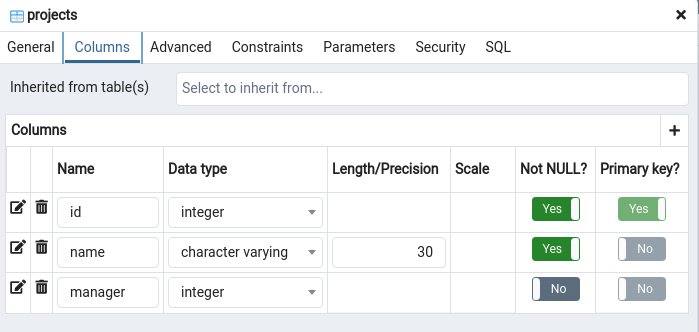 projects
General Columns Advanced Constraints Parameters Security SQL
Inherited from table(s) Select to inherit from...
Columns
Name Data type Length/Precision Scale Not NULL? Primary key?
id integer Yes Yes
name character varying 30 Yes No
manager integer No No